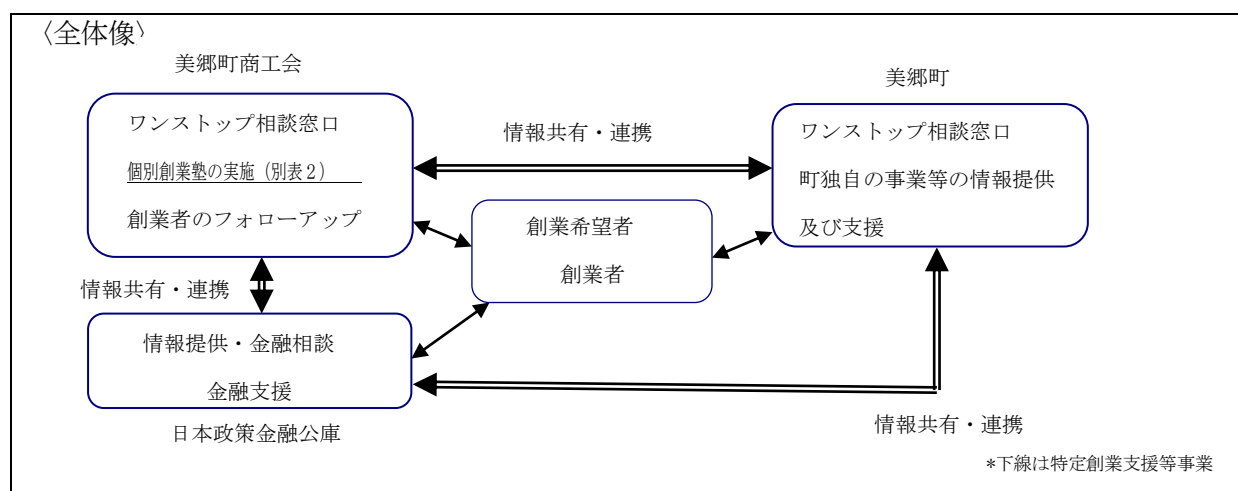 〈全体像〉
美郷町商工会
ワンストップ相談窓口
個別創業塾の実施（別表２）
創業者のフォローアップ
美郷町
ワンストップ相談窓口
町独自の事業等の情報提供
及び支援
情報共有・連携
創業希望者
創業者
情報共有・連携
情報提供・金融相談
金融支援
日本政策金融公庫
情報共有・連携
*下線は特定創業支援等事業